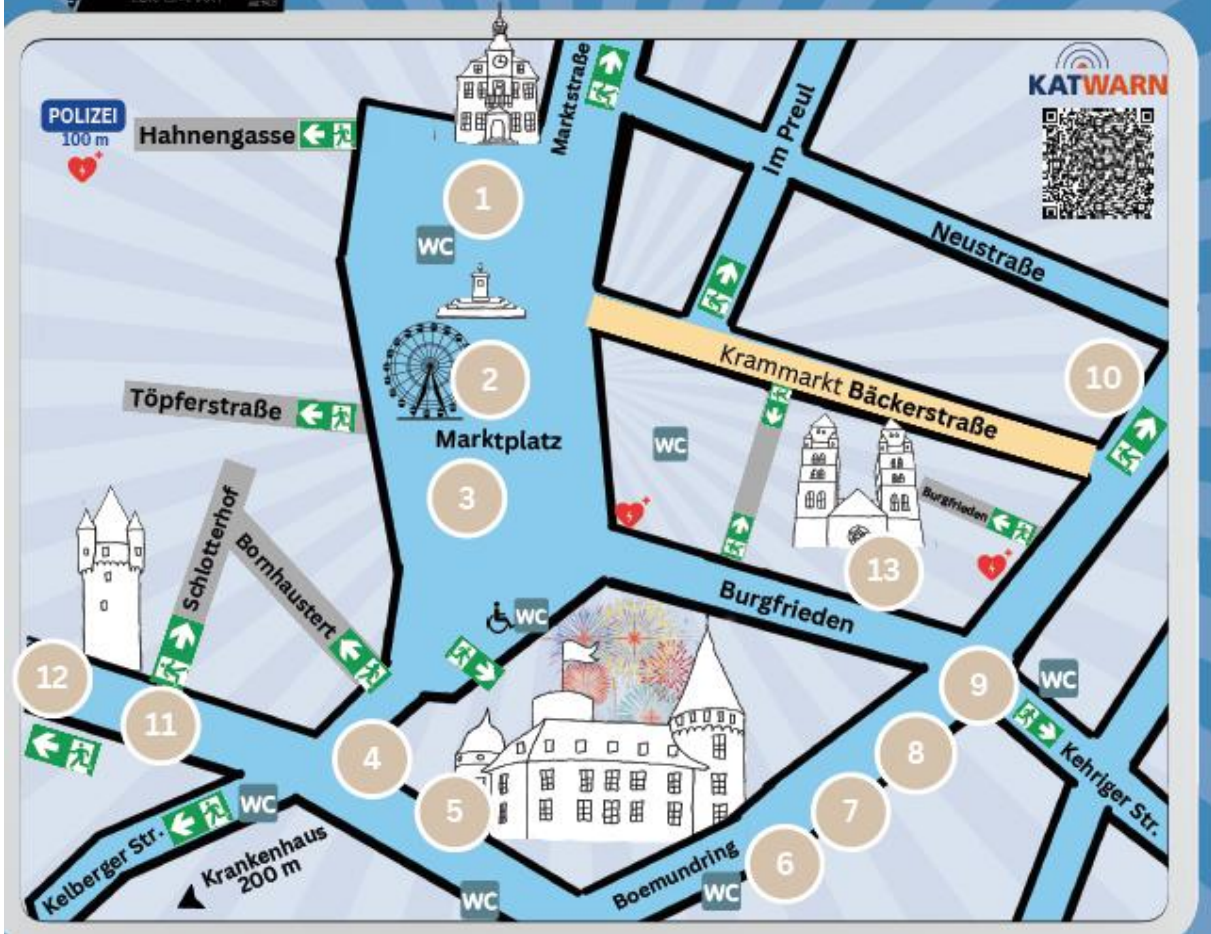 KATWARN
POLIZEI
100 m
Hahnengasse
Marktstraße
Im Preul
1
WC
Neustraße
2
Krammarkt Bäckerstraße
10
Töpferstraße
Marktplatz
WC
3
Schlotterhof
Bornhaustert
Burgfrieden
13
Burgfrieden
WC
12
11
9
WC
4
8
Kehriger Str.
5
7
WC
Kelberger Str.
Krankenhaus
200 m
6
Boemundring
WC
WC